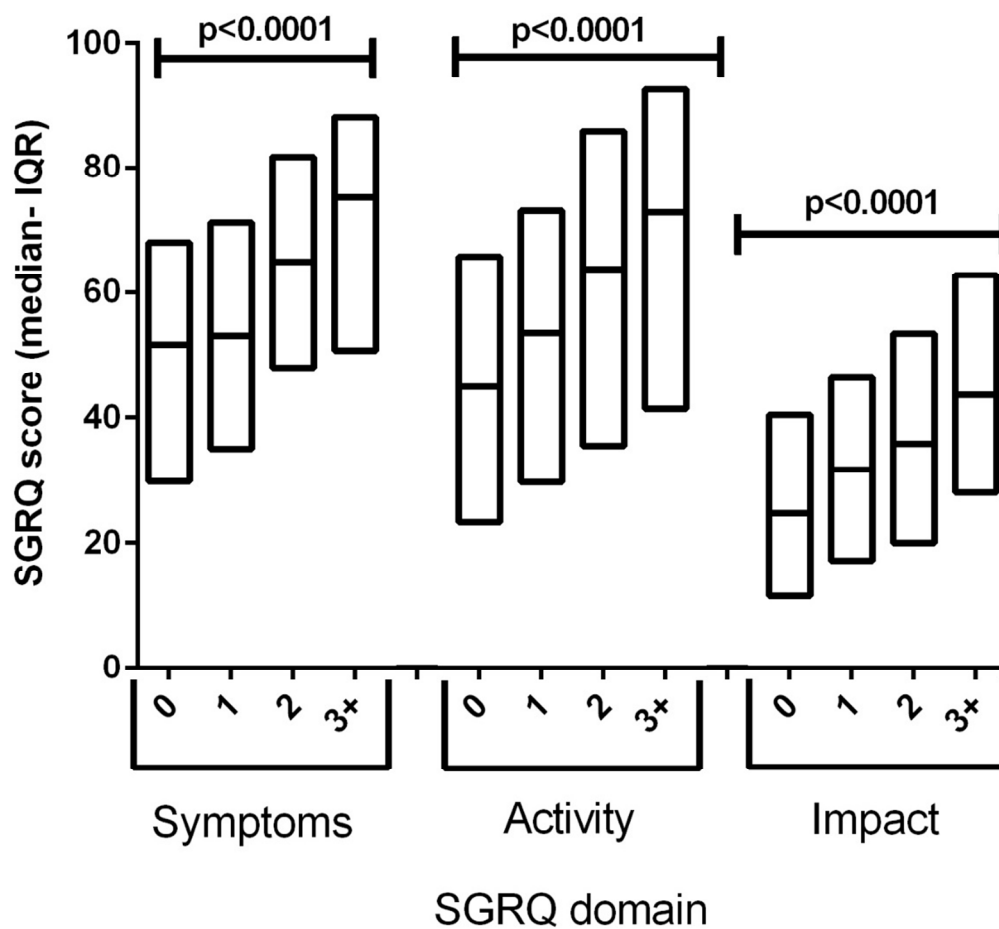 p<0.0001
p<0.0001
p<0.0001
SGRQ score (median- IQR)
100
80
60
40
20
0
0 1 2 3+
0 1 2 3+
0 1 2 3+
Symptoms Activity Impact
SGRQ domain